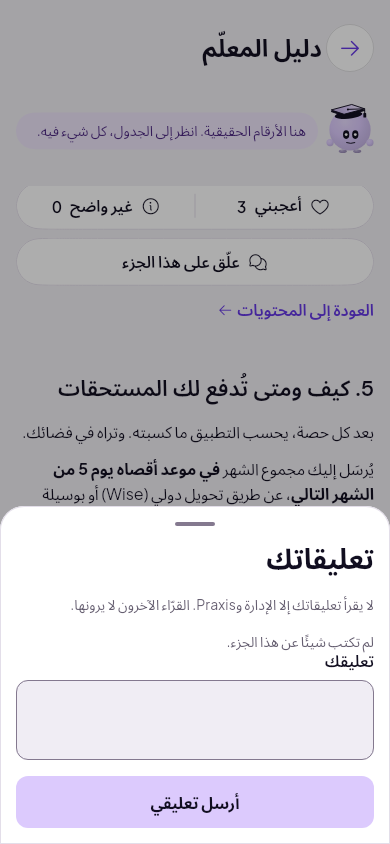 دليل المعلّم
هنا الأرقام الحقيقية. انظر إلى الجدول، كل شيء فيه.
أعجبني 3
غير واضح 0
علّق على هذا الجزء
العودة إلى المحتويات
5. كيف ومتى تُدفع لك المستحقات
بعد كل حصة، يحسب التطبيق ما كسبته. وتراه في فضائك.
يُرسَل إليك مجموع الشهر في موعد أقصاه يوم 5 من
الشهر التالي، عن طريق تحويل دولي (Wise) أو بوسيلة
تعليقاتك
لا يقرأ تعليقاتك إلا الإدارة وPraxis. القرّاء الآخرون لا يرونها.
لم تكتب شيئًا عن هذا الجزء.
تعليقك
أرسل تعليقي